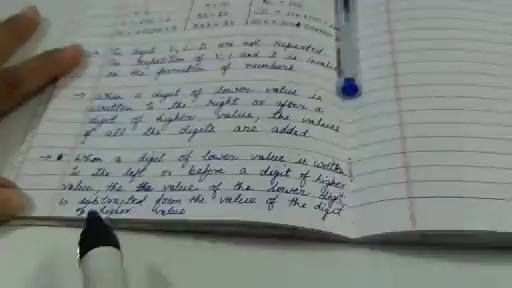 → The digit V, L, D are not repeated.
The repetition of V, L and D is invalid
in the formation of numbers
→ When a digit of lower value is
written to the right or after a
digit of higher value, the values
of all the digits are added
→ When a digit of lower value is written
to the left or before a digit of higher
value, the the value of the lower digit
is subtracted from the value of the digit
of higher value